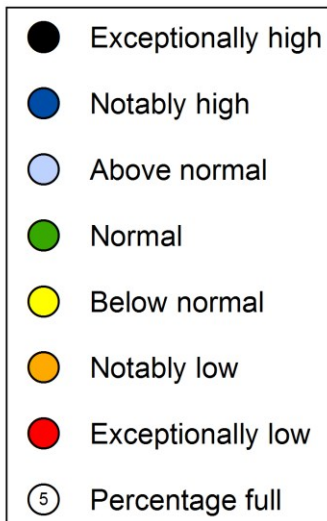 Exceptionally high
Notably high
Above normal
Normal
Below normal
Notably low
Exceptionally low
5 Percentage full